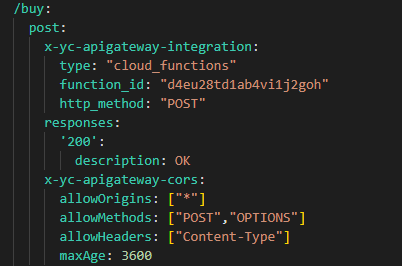 /buy:
post:
x-yc-apigateway-integration:
type: "cloud_functions"
function_id: "d4eu28td1ab4vi1j2goh"
http_method: "POST"
responses:
'200':
description: OK
x-yc-apigateway-cors:
allowOrigins: ["*"]
allowMethods: ["POST","OPTIONS"]
allowHeaders: ["Content-Type"]
maxAge: 3600